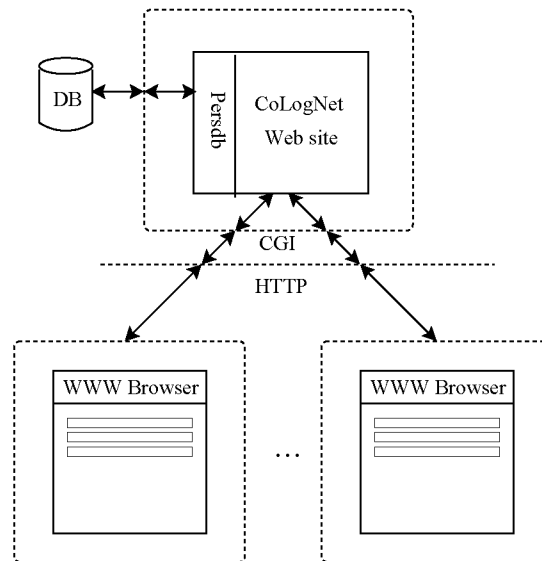 DB
Persdb
CoLogNet
Web site
CGI
HTTP
WWW Browser
...
WWW Browser